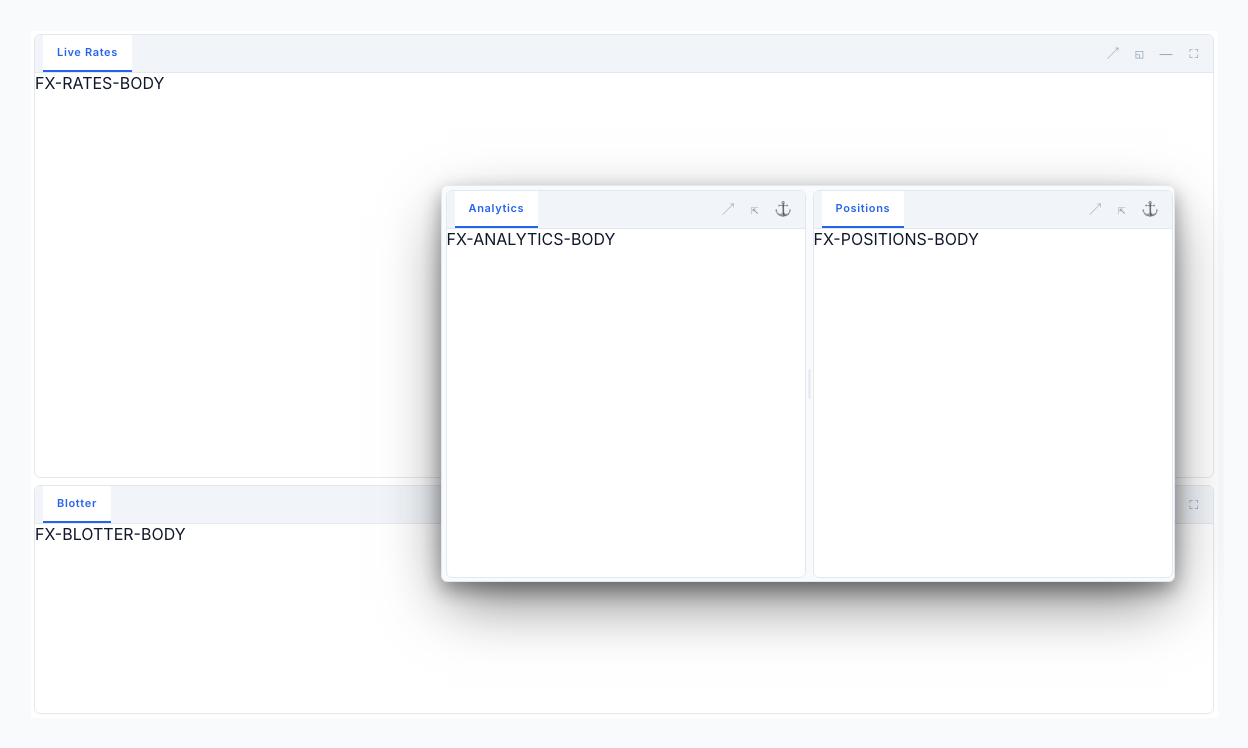 Live Rates
FX-RATES-BODY
Analytics
Positions
FX-ANALYTICS-BODY
FX-POSITIONS-BODY
Blotter
FX-BLOTTER-BODY